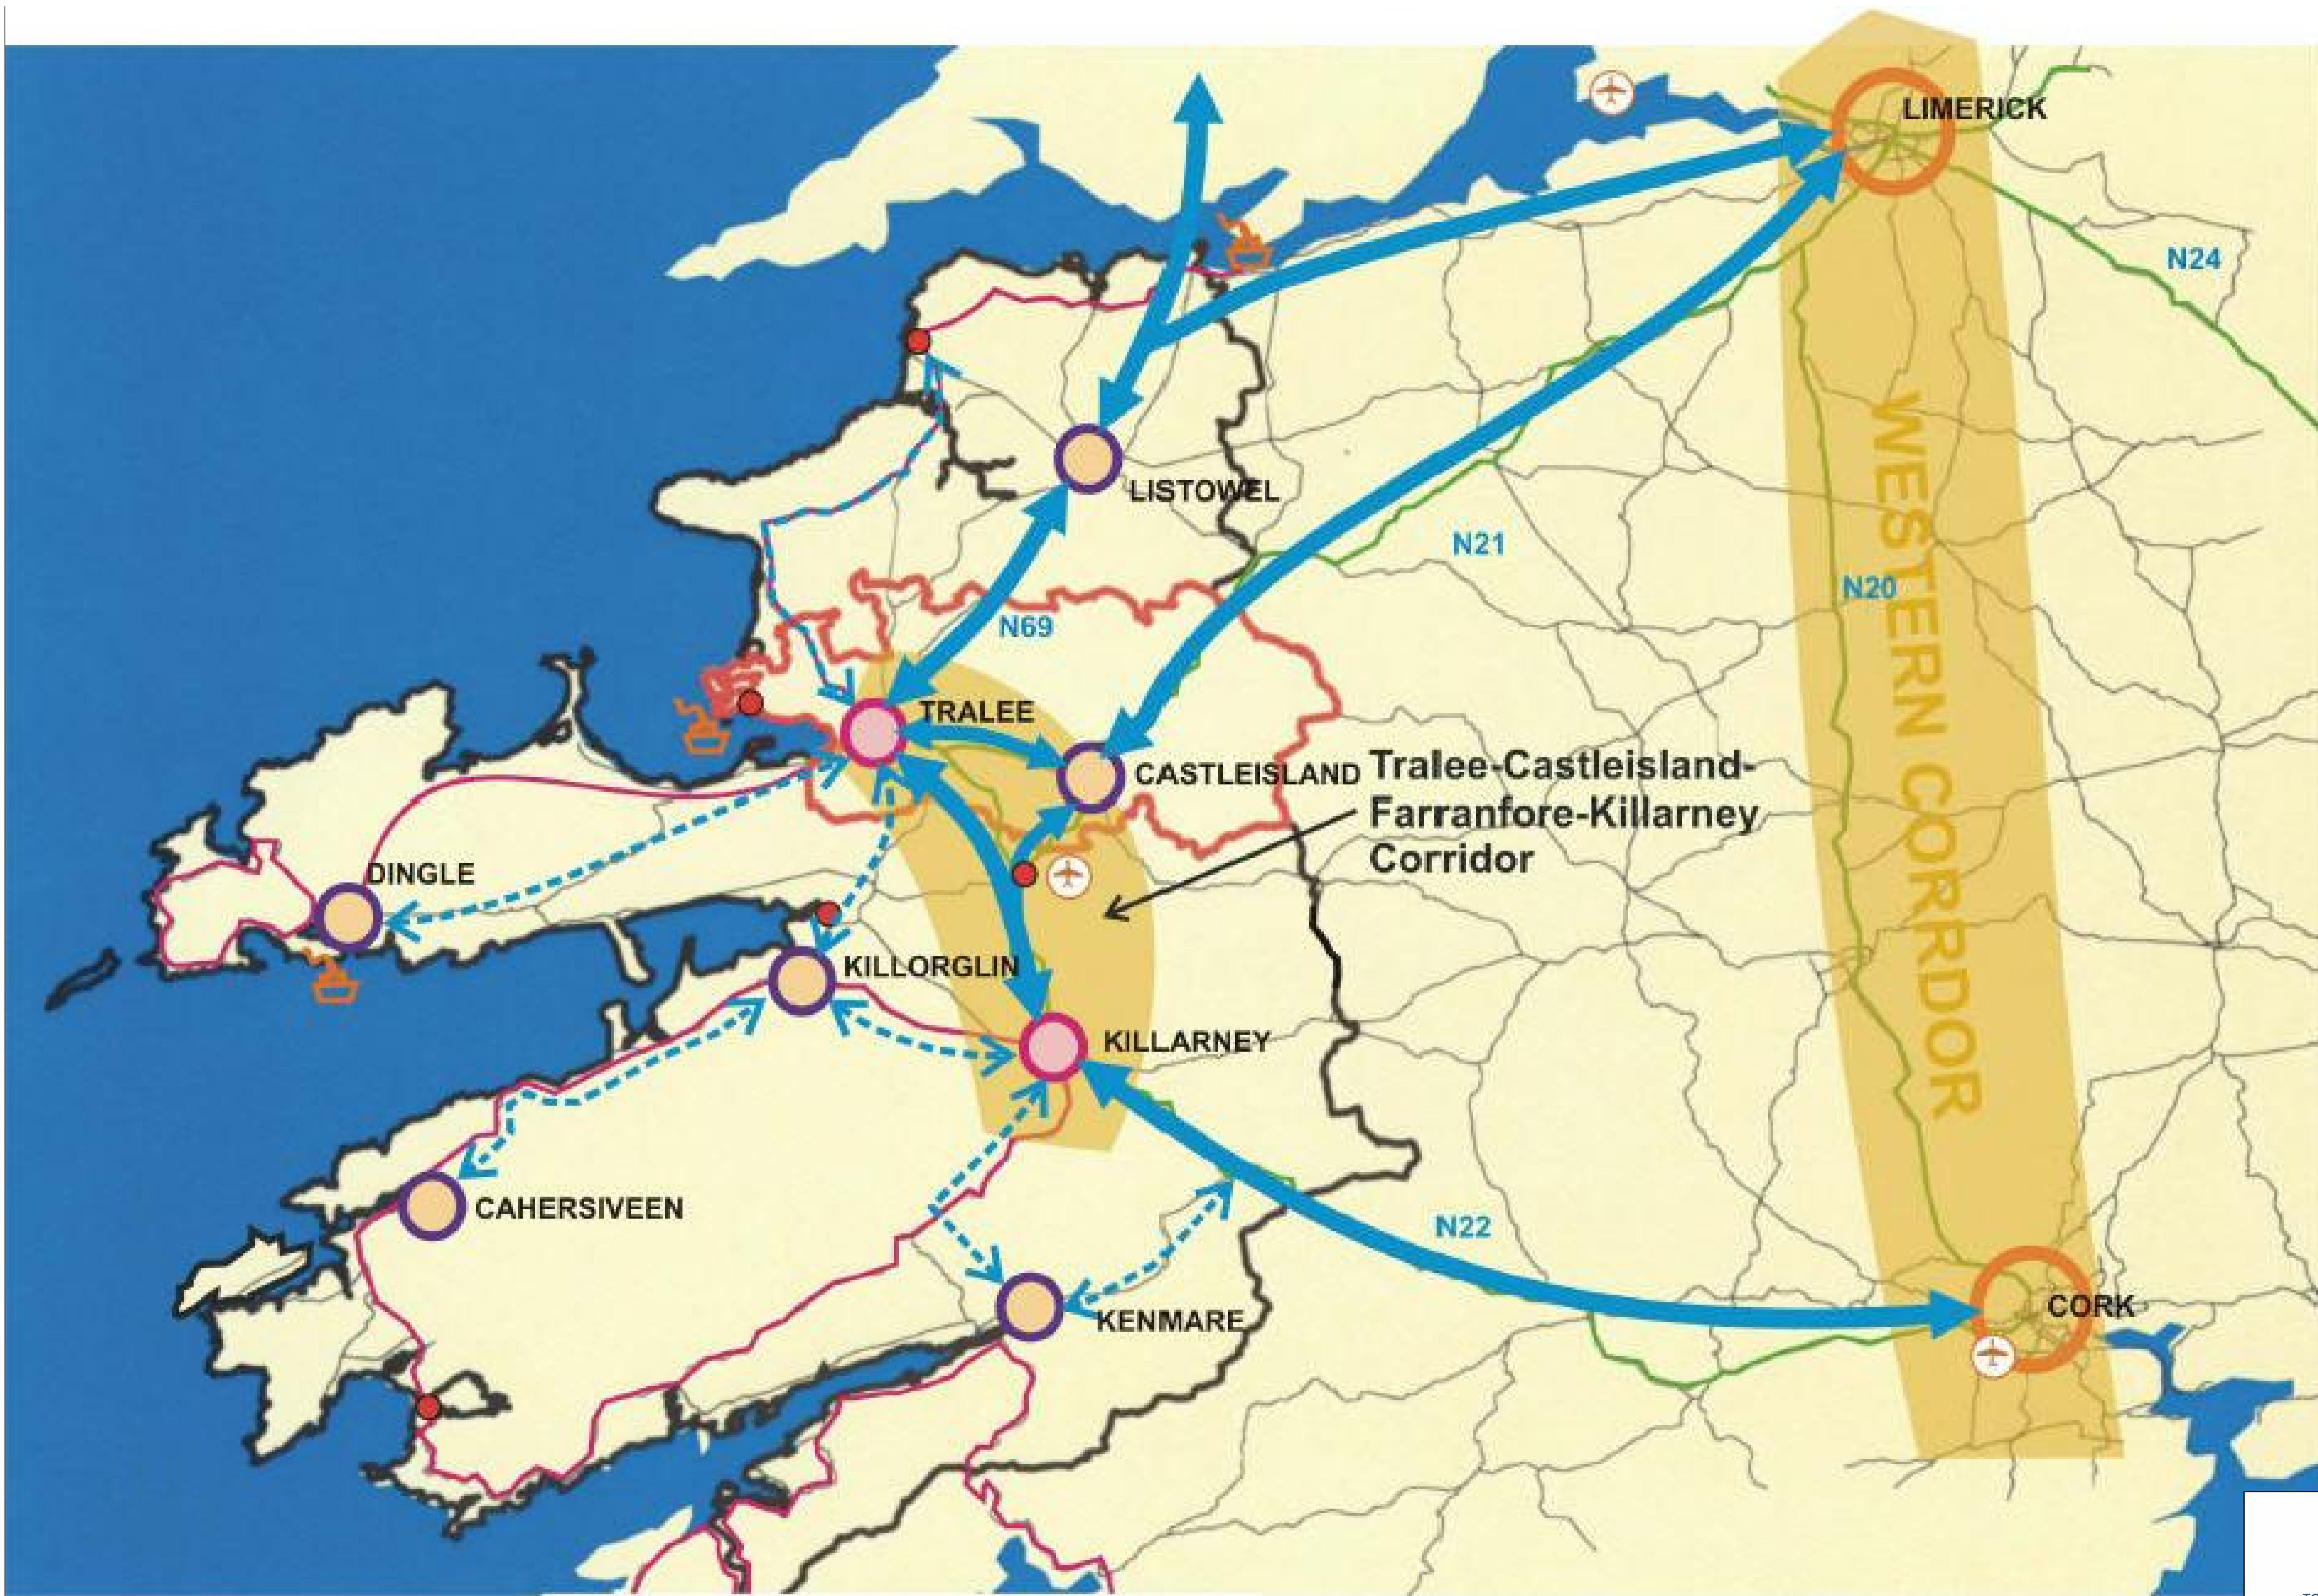 LIMERICK
N24
LISTOWEL
N21
N20
WESTERN CORRDOR
N69
TRALEE
CASTLEISLAND
Tralee-Castleisland-
Farranfore-Killarney
Corridor
DINGLE
KILLORGLIN
KILLARNEY
CAHERSIVEEN
N22
KENMARE
CORK